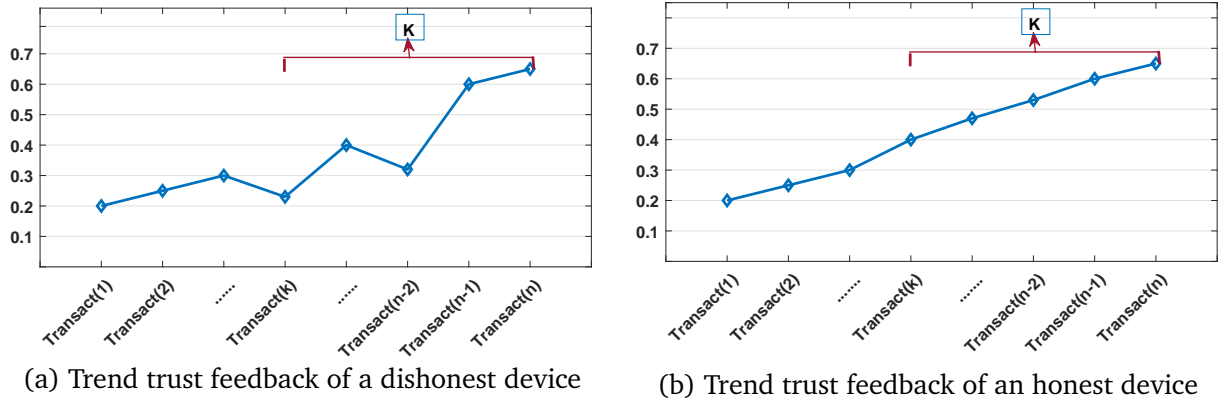 K
0.7
0.6
0.5
0.4
0.3
0.2
0.1
Transact(1)
Transact(2)
......
Transact(k)
......
Transact(n-2)
Transact(n-1)
Transact(n)
(a) Trend trust feedback of a dishonest device
K
0.7
0.6
0.5
0.4
0.3
0.2
0.1
Transact(1)
Transact(2)
.......
Transact(k)
.......
Transact(n-2)
Transact(n-1)
Transact(n)
(b) Trend trust feedback of an honest device